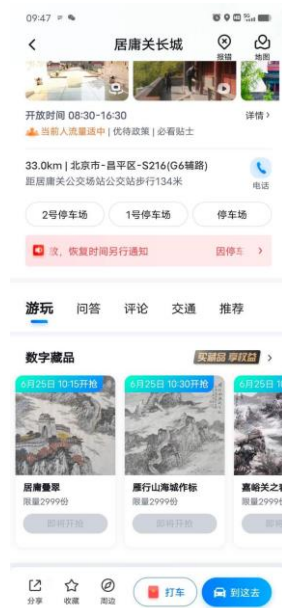 09:47
居庸关长城
报错
地图
开放时间 08:30-16:30
详情
当前人流量适中 | 优待政策 | 必看贴士
33.0km | 北京市-昌平区-S216(G6辅路)
距居庸关公交场站公交站步行134米
电话
2号停车场
1号停车场
停车场
恢复时间另行通知
因停
游玩
问答
评论
交通
推荐
数字藏品
买藏品 享权益
6月25日 10:15开抢
6月25日 10:30开抢
6月25日 10
居庸叠翠
雁行山海城作标
嘉峪关之
限量2999份
限量2999份
限量2999
即将开抢
即将开抢
即将
分享
收藏
周边
打车
到这去